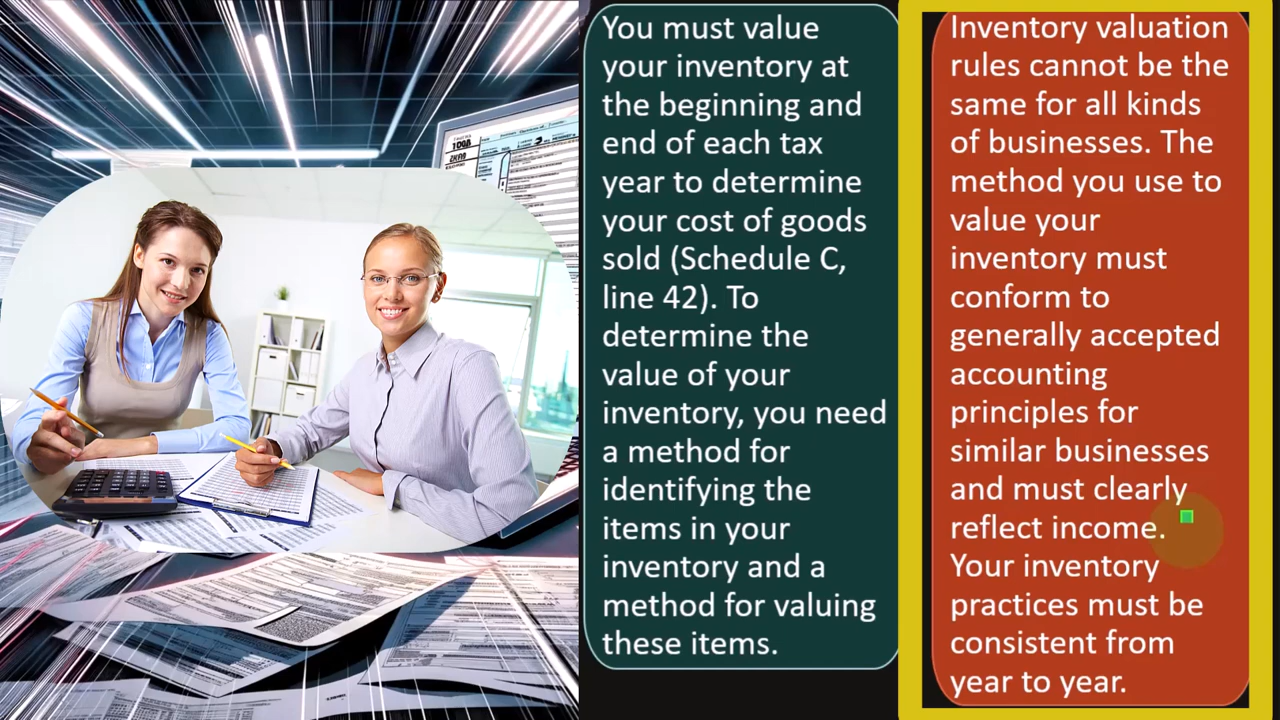 You must value
your inventory at
the beginning and
end of each tax
year to determine
your cost of goods
sold (Schedule C,
line 42). To
determine the
value of your
inventory, you need
a method for
identifying the
items in your
inventory and a
method for valuing
these items.
Inventory valuation
rules cannot be the
same for all kinds
of businesses. The
method you use to
value your
inventory must
conform to
generally accepted
accounting
principles for
similar businesses
and must clearly
reflect income.
Your inventory
practices must be
consistent from
year to year.